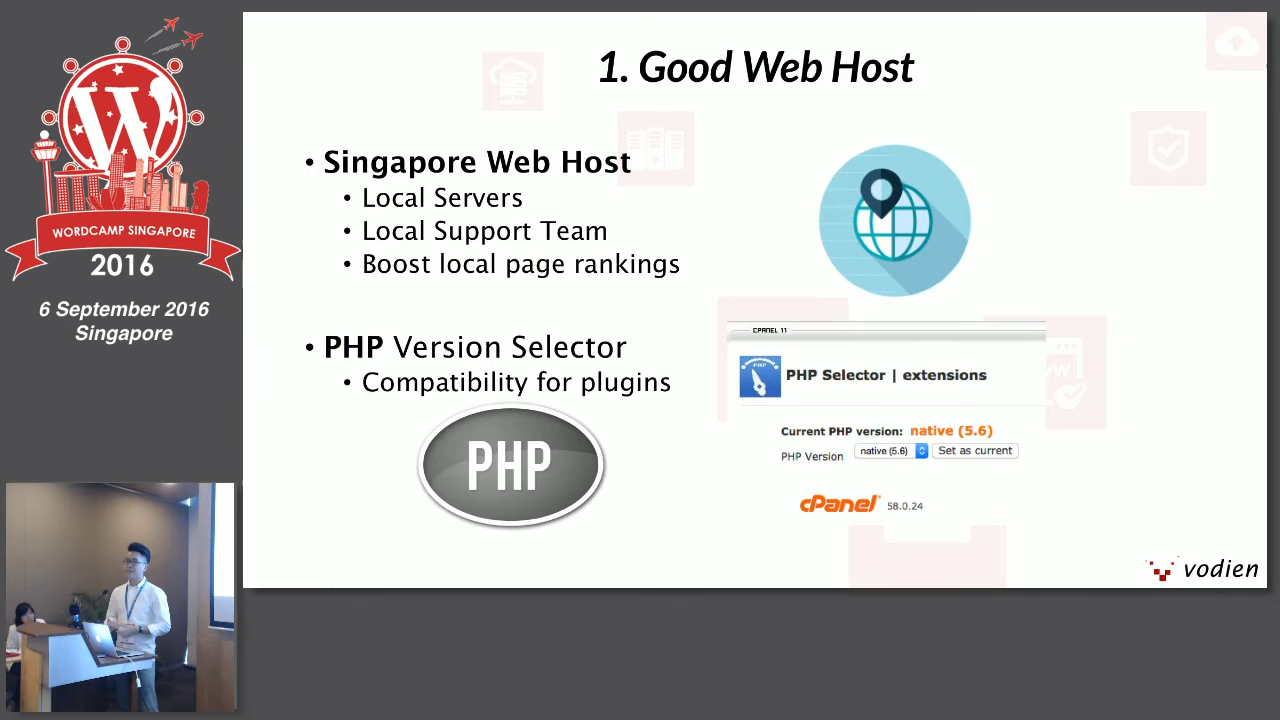 WORDCAMP SINGAPORE
2016
6 September 2016
Singapore
1. Good Web Host
• Singapore Web Host
• Local Servers
• Local Support Team
• Boost local page rankings
• PHP Version Selector
• Compatibility for plugins
PHP
CPANEL 11
PHP
PHP Selector | extensions
Current PHP version: native (5.6)
PHP Version native (5.6) Set as current
cPanel 58.0.24
W
vodien